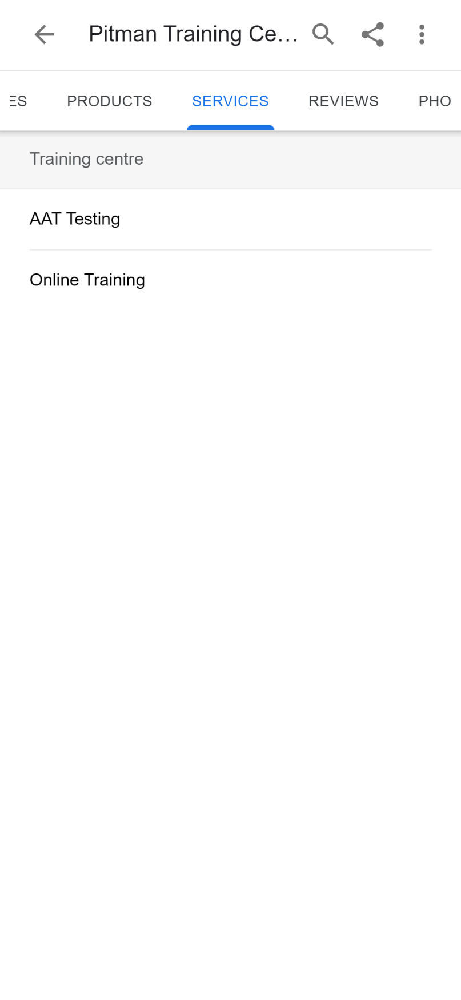 Pitman Training Ce...
ES PRODUCTS SERVICES REVIEWS PHO
Training centre
AAT Testing
Online Training